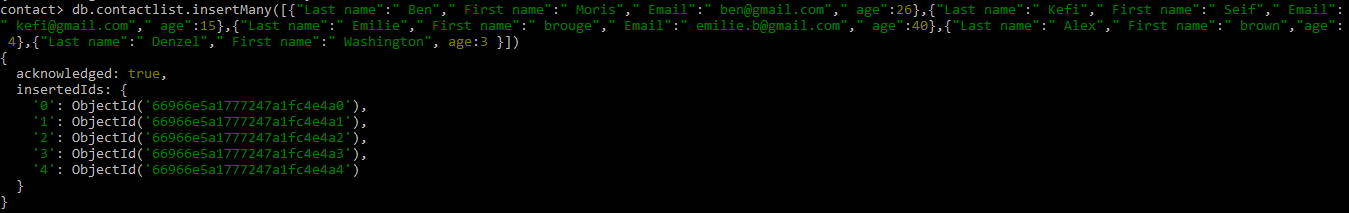 contact> db.contactlist.insertMany([{"Last name":" Ben"," First name":" Moris"," Email":" ben@gmail.com"," age":26},{"Last name":" Kefi"," First name":" Seif"," Email":
" kefi@gmail.com"," age":15},{"Last name":" Emilie"," First name":" brouge"," Email":" emilie.b@gmail.com"," age":40},{"Last name":" Alex"," First name":" brown","age":
 4},{"Last name":" Denzel"," First name":" Washington", age:3 }])
{
  acknowledged: true,
  insertedIds: {
    '0': ObjectId('66966e5a1777247a1fc4e4a0'),
    '1': ObjectId('66966e5a1777247a1fc4e4a1'),
    '2': ObjectId('66966e5a1777247a1fc4e4a2'),
    '3': ObjectId('66966e5a1777247a1fc4e4a3'),
    '4': ObjectId('66966e5a1777247a1fc4e4a4')
  }
}